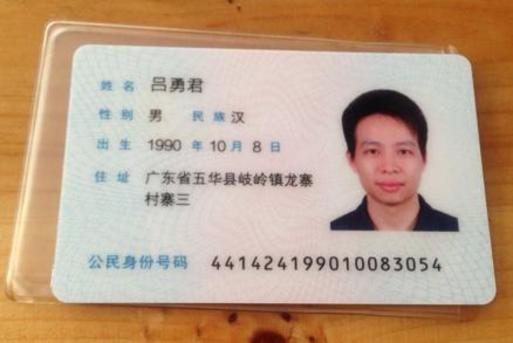 姓名 吕勇君
性别 男 民族 汉
出生 1990 年 10 月 8 日
住址 广东省五华县岐岭镇龙寨
村寨三
公民身份号码 441424199010083054